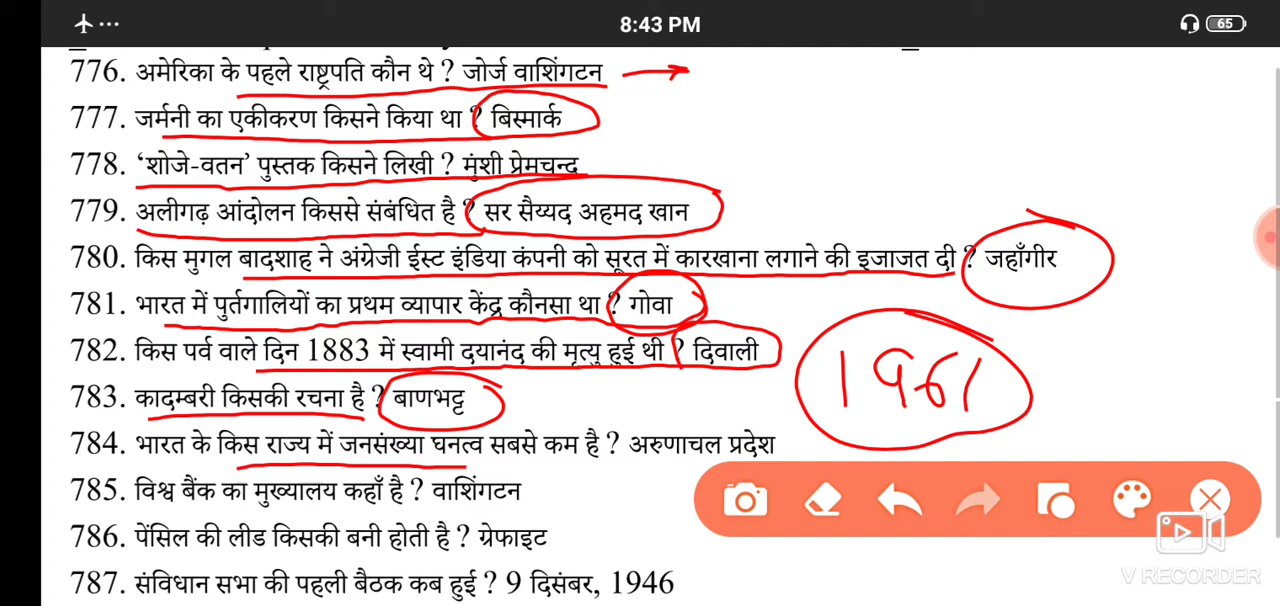 8:43 PM
65
776. अमेरिका के पहले राष्ट्रपति कौन थे ? जोर्ज वाशिंगटन
777. जर्मनी का एकीकरण किसने किया था ? बिस्मार्क
778. ‘शोजे-वतन’ पुस्तक किसने लिखी ? मुंशी प्रेमचन्द
779. अलीगढ़ आंदोलन किससे संबंधित है ? सर सैय्यद अहमद खान
780. किस मुगल बादशाह ने अंग्रेजी ईस्ट इंडिया कंपनी को सूरत में कारखाना लगाने की इजाजत दी ? जहाँगीर
781. भारत में पुर्तगालियों का प्रथम व्यापार केंद्र कौनसा था ? गोवा
782. किस पर्व वाले दिन 1883 में स्वामी दयानंद की मृत्यु हुई थी ? दिवाली
1961
783. कादम्बरी किसकी रचना है ? बाणभट्ट
784. भारत के किस राज्य में जनसंख्या घनत्व सबसे कम है ? अरुणाचल प्रदेश
785. विश्व बैंक का मुख्यालय कहाँ है ? वाशिंगटन
786. पेंसिल की लीड किसकी बनी होती है ? ग्रेफाइट
787. संविधान सभा की पहली बैठक कब हुई ? 9 दिसंबर, 1946
V RECORDER